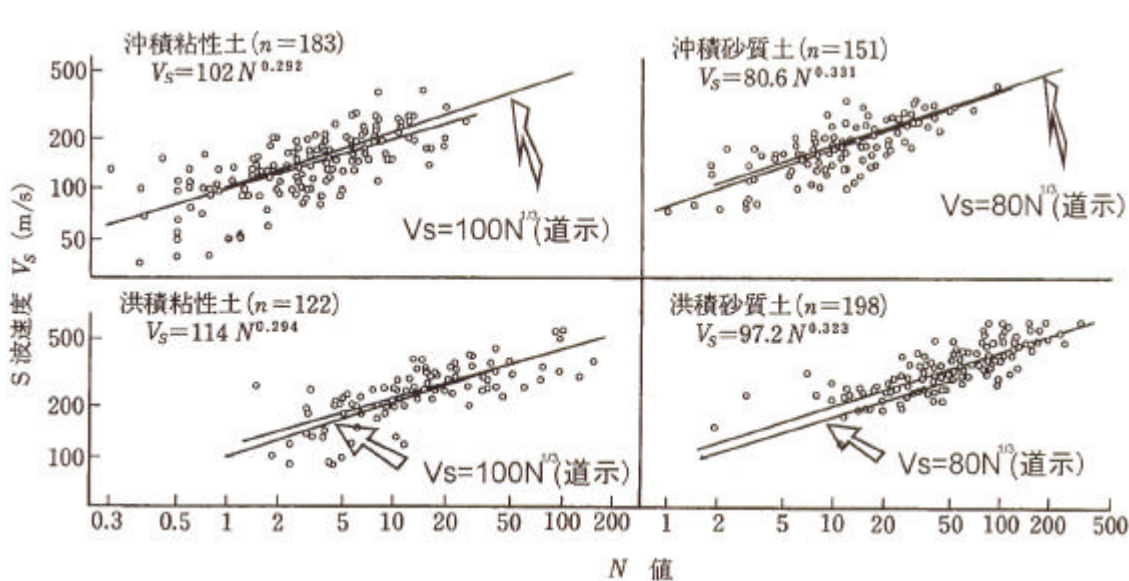 沖積粘性土(n=183)
Vs=102N^0.292
500
200
100
50
Vs=100N^1/3(道示)
沖積砂質土(n=151)
Vs=80.6N^0.331
Vs=80N^1/3(道示)
S波速度 Vs (m/s)
洪積粘性土(n=122)
Vs=114N^0.294
500
200
100
Vs=100N^1/3(道示)
洪積砂質土(n=198)
Vs=97.2N^0.323
Vs=80N^1/3(道示)
0.3 0.5 1 2 5 10 20 50 100 200
1 2 5 10 20 50 100 200 500
N 値